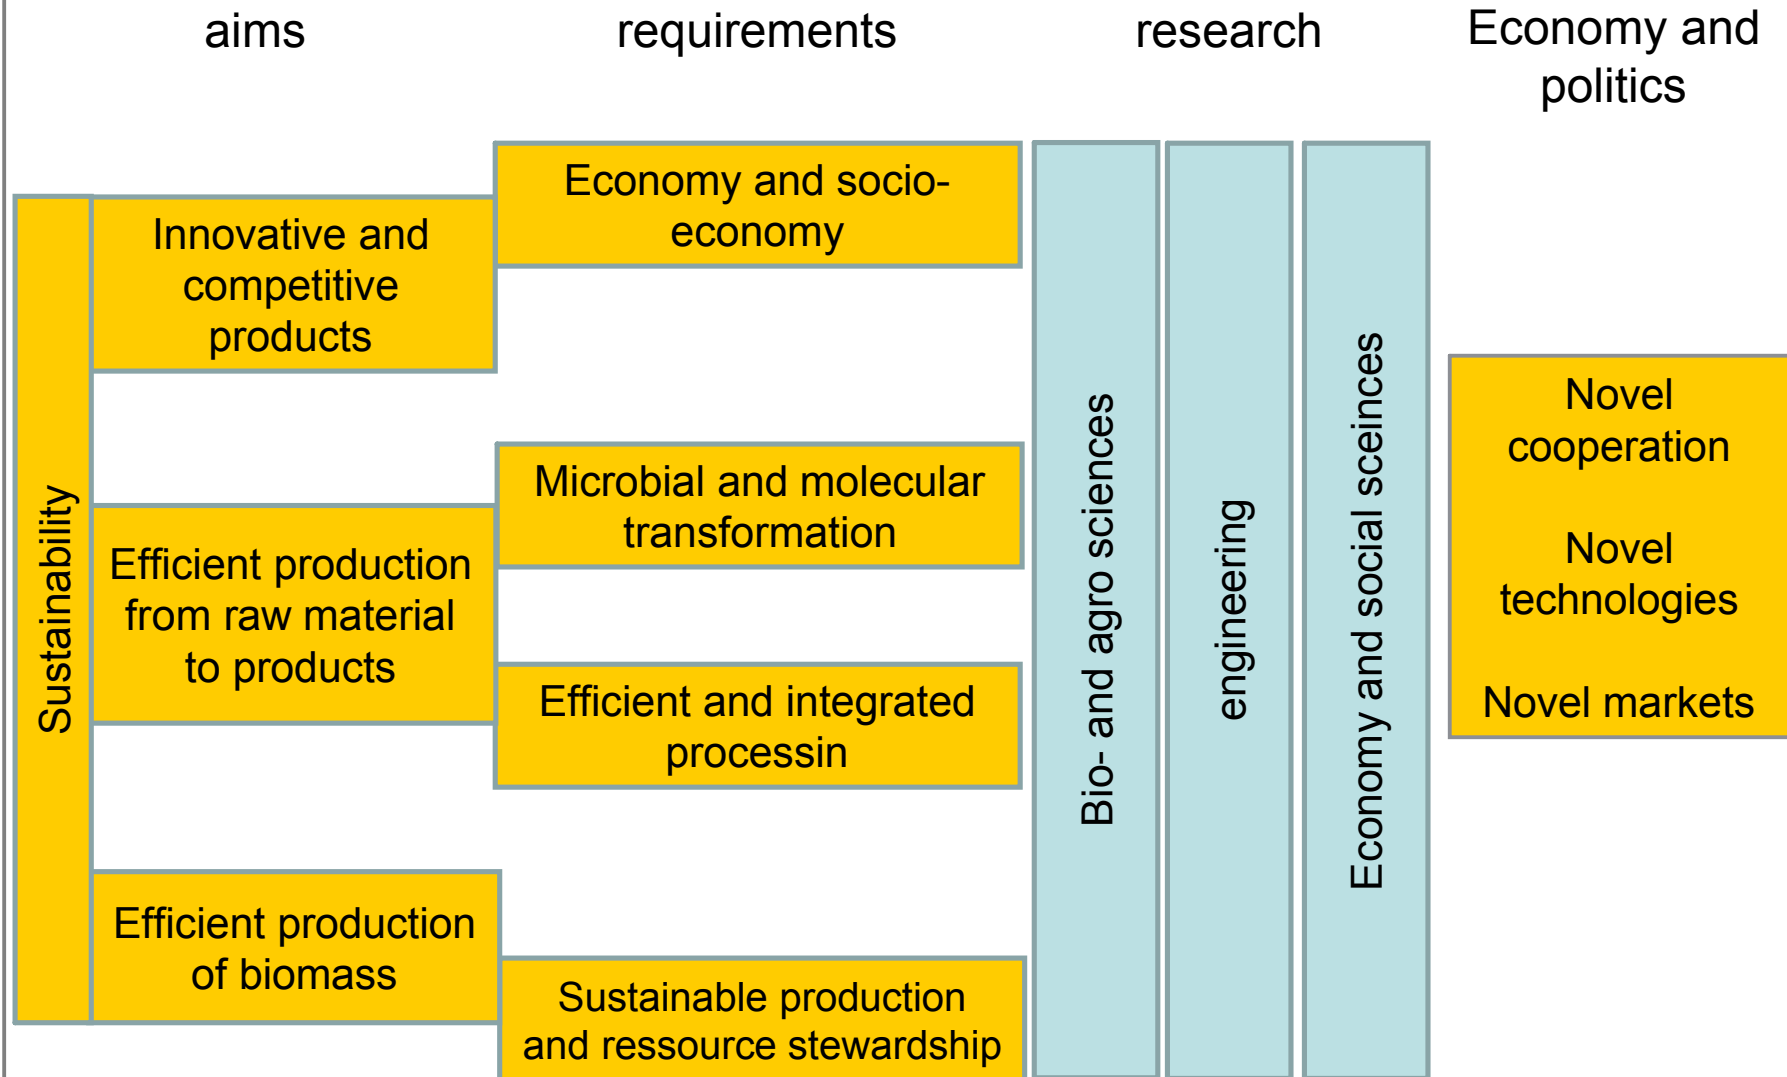 aims
requirements
research
Economy and
politics
Sustainability
Innovative and
competitive
products
Efficient production
from raw material
to products
Efficient production
of biomass
Economy and socio-
economy
Microbial and molecular
transformation
Efficient and integrated
processin
Sustainable production
and ressource stewardship
Bio- and agro sciences
engineering
Economy and social sceinces
Novel
cooperation
Novel
technologies
Novel markets